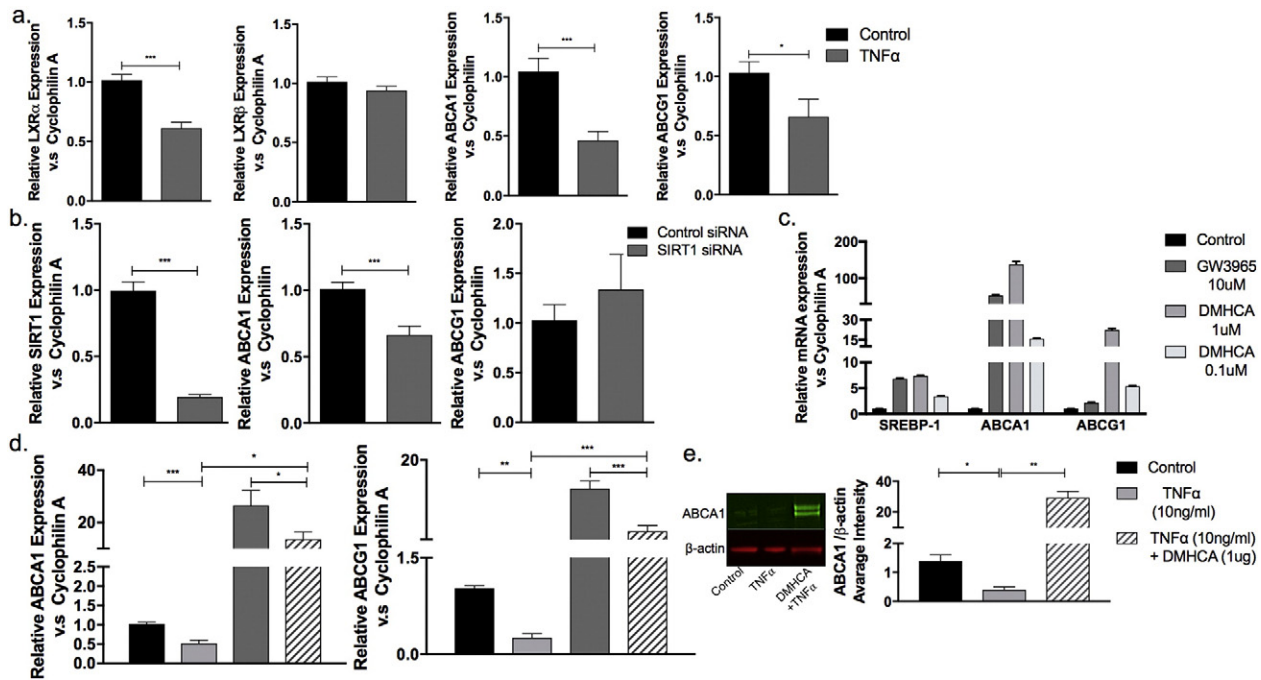 a.
Relative LXRα Expression
v.s Cyclophilin A
1.5
1.0
0.5
0.0
***
Relative LXRβ Expression
v.s Cyclophilin A
1.5
1.0
0.5
0.0
Relative ABCA1 Expression
v.s Cyclophilin
1.5
1.0
0.5
0.0
***
Relative ABCG1 Expression
v.s Cyclophilin
1.5
1.0
0.5
0.0
*
Control
TNFα
b.
Relative SIRT1 Expression
v.s Cyclophilin A
1.5
1.0
0.5
0.0
***
Relative ABCA1 Expression
v.s Cyclophilin
1.5
1.0
0.5
0.0
***
Relative ABCG1 Expression
v.s Cyclophilin
2.0
1.5
1.0
0.5
0.0
Control siRNA
SIRT1 siRNA
c.
Relative mRNA expression
v.s Cyclophilin A
200
100
30
15
10
5
0
SREBP-1
ABCA1
ABCG1
Control
GW3965
10uM
DMHCA
1uM
DMHCA
0.1uM
d.
Relative ABCA1 Expression
v.s Cyclophilin A
40
20
2.5
2.0
1.5
1.0
0.5
0.0
***
*
*
Relative ABCG1 Expression
v.s Cyclophilin A
20
1.5
0.0
**
***
***
e.
ABCA1
β-actin
Control
TNFα
DMHCA
+TNFα
ABCA1 /β-actin
Avarage Intensity
40
20
2
1
0
*
**
Control
TNFα
(10ng/ml)
TNFα (10ng/ml)
+ DMHCA (1ug)